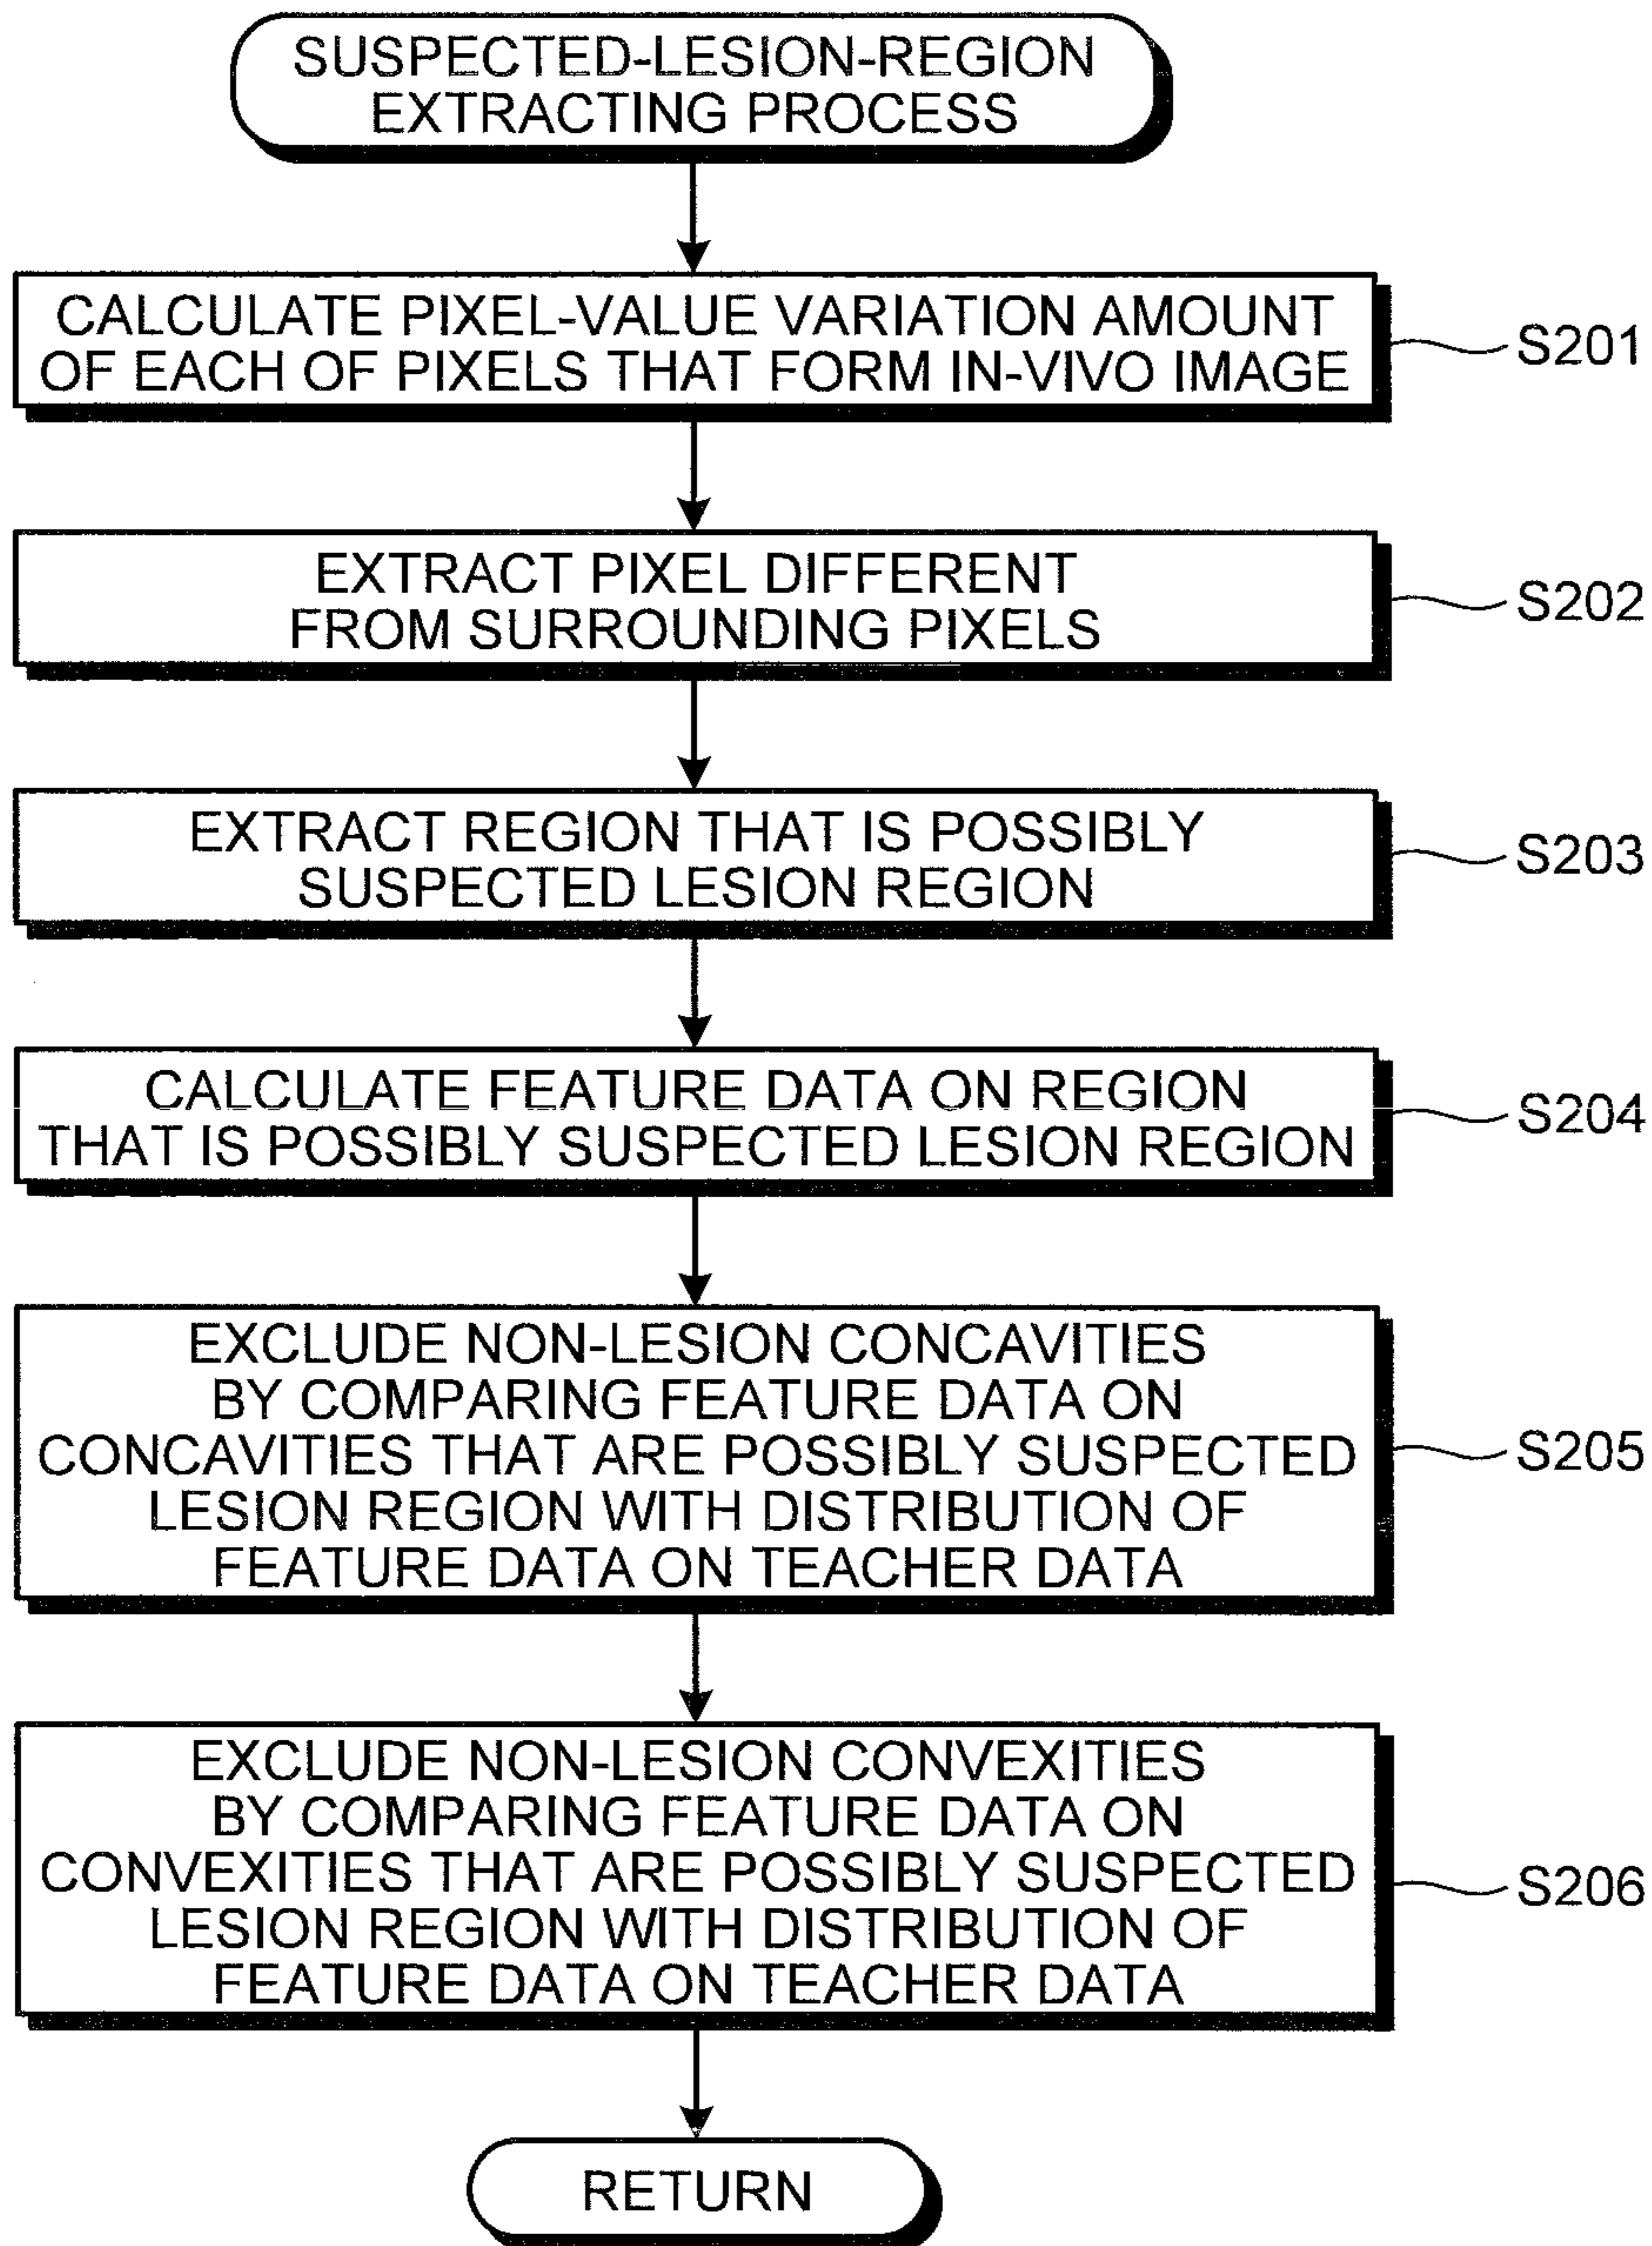 SUSPECTED-LESION-REGION
EXTRACTING PROCESS
CALCULATE PIXEL-VALUE VARIATION AMOUNT
OF EACH OF PIXELS THAT FORM IN-VIVO IMAGE
S201
EXTRACT PIXEL DIFFERENT
FROM SURROUNDING PIXELS
S202
EXTRACT REGION THAT IS POSSIBLY
SUSPECTED LESION REGION
S203
CALCULATE FEATURE DATA ON REGION
THAT IS POSSIBLY SUSPECTED LESION REGION
S204
EXCLUDE NON-LESION CONCAVITIES
BY COMPARING FEATURE DATA ON
CONCAVITIES THAT ARE POSSIBLY SUSPECTED
LESION REGION WITH DISTRIBUTION OF
FEATURE DATA ON TEACHER DATA
S205
EXCLUDE NON-LESION CONVEXITIES
BY COMPARING FEATURE DATA ON
CONVEXITIES THAT ARE POSSIBLY SUSPECTED
LESION REGION WITH DISTRIBUTION OF
FEATURE DATA ON TEACHER DATA
S206
RETURN